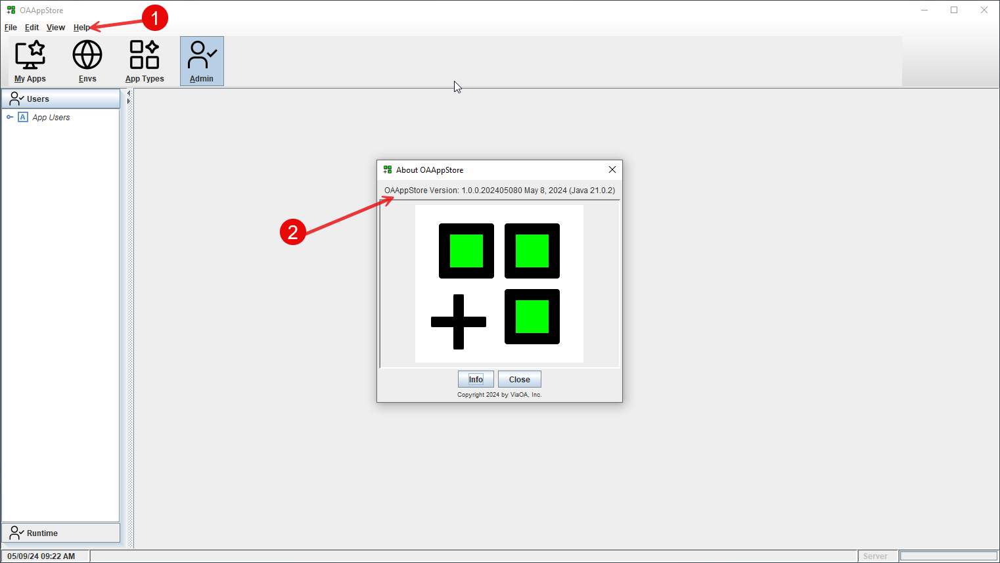 OAAppStore
File Edit View Help
1
My Apps Envs App Types Admin
Users
A App Users
About OAAppStore
OAAppStore Version: 1.0.0.202405080 May 8, 2024 (Java 21.0.2)
2
Info Close
Copyright 2024 by ViaOA, Inc.
Runtime
05/09/24 09:22 AM
Server